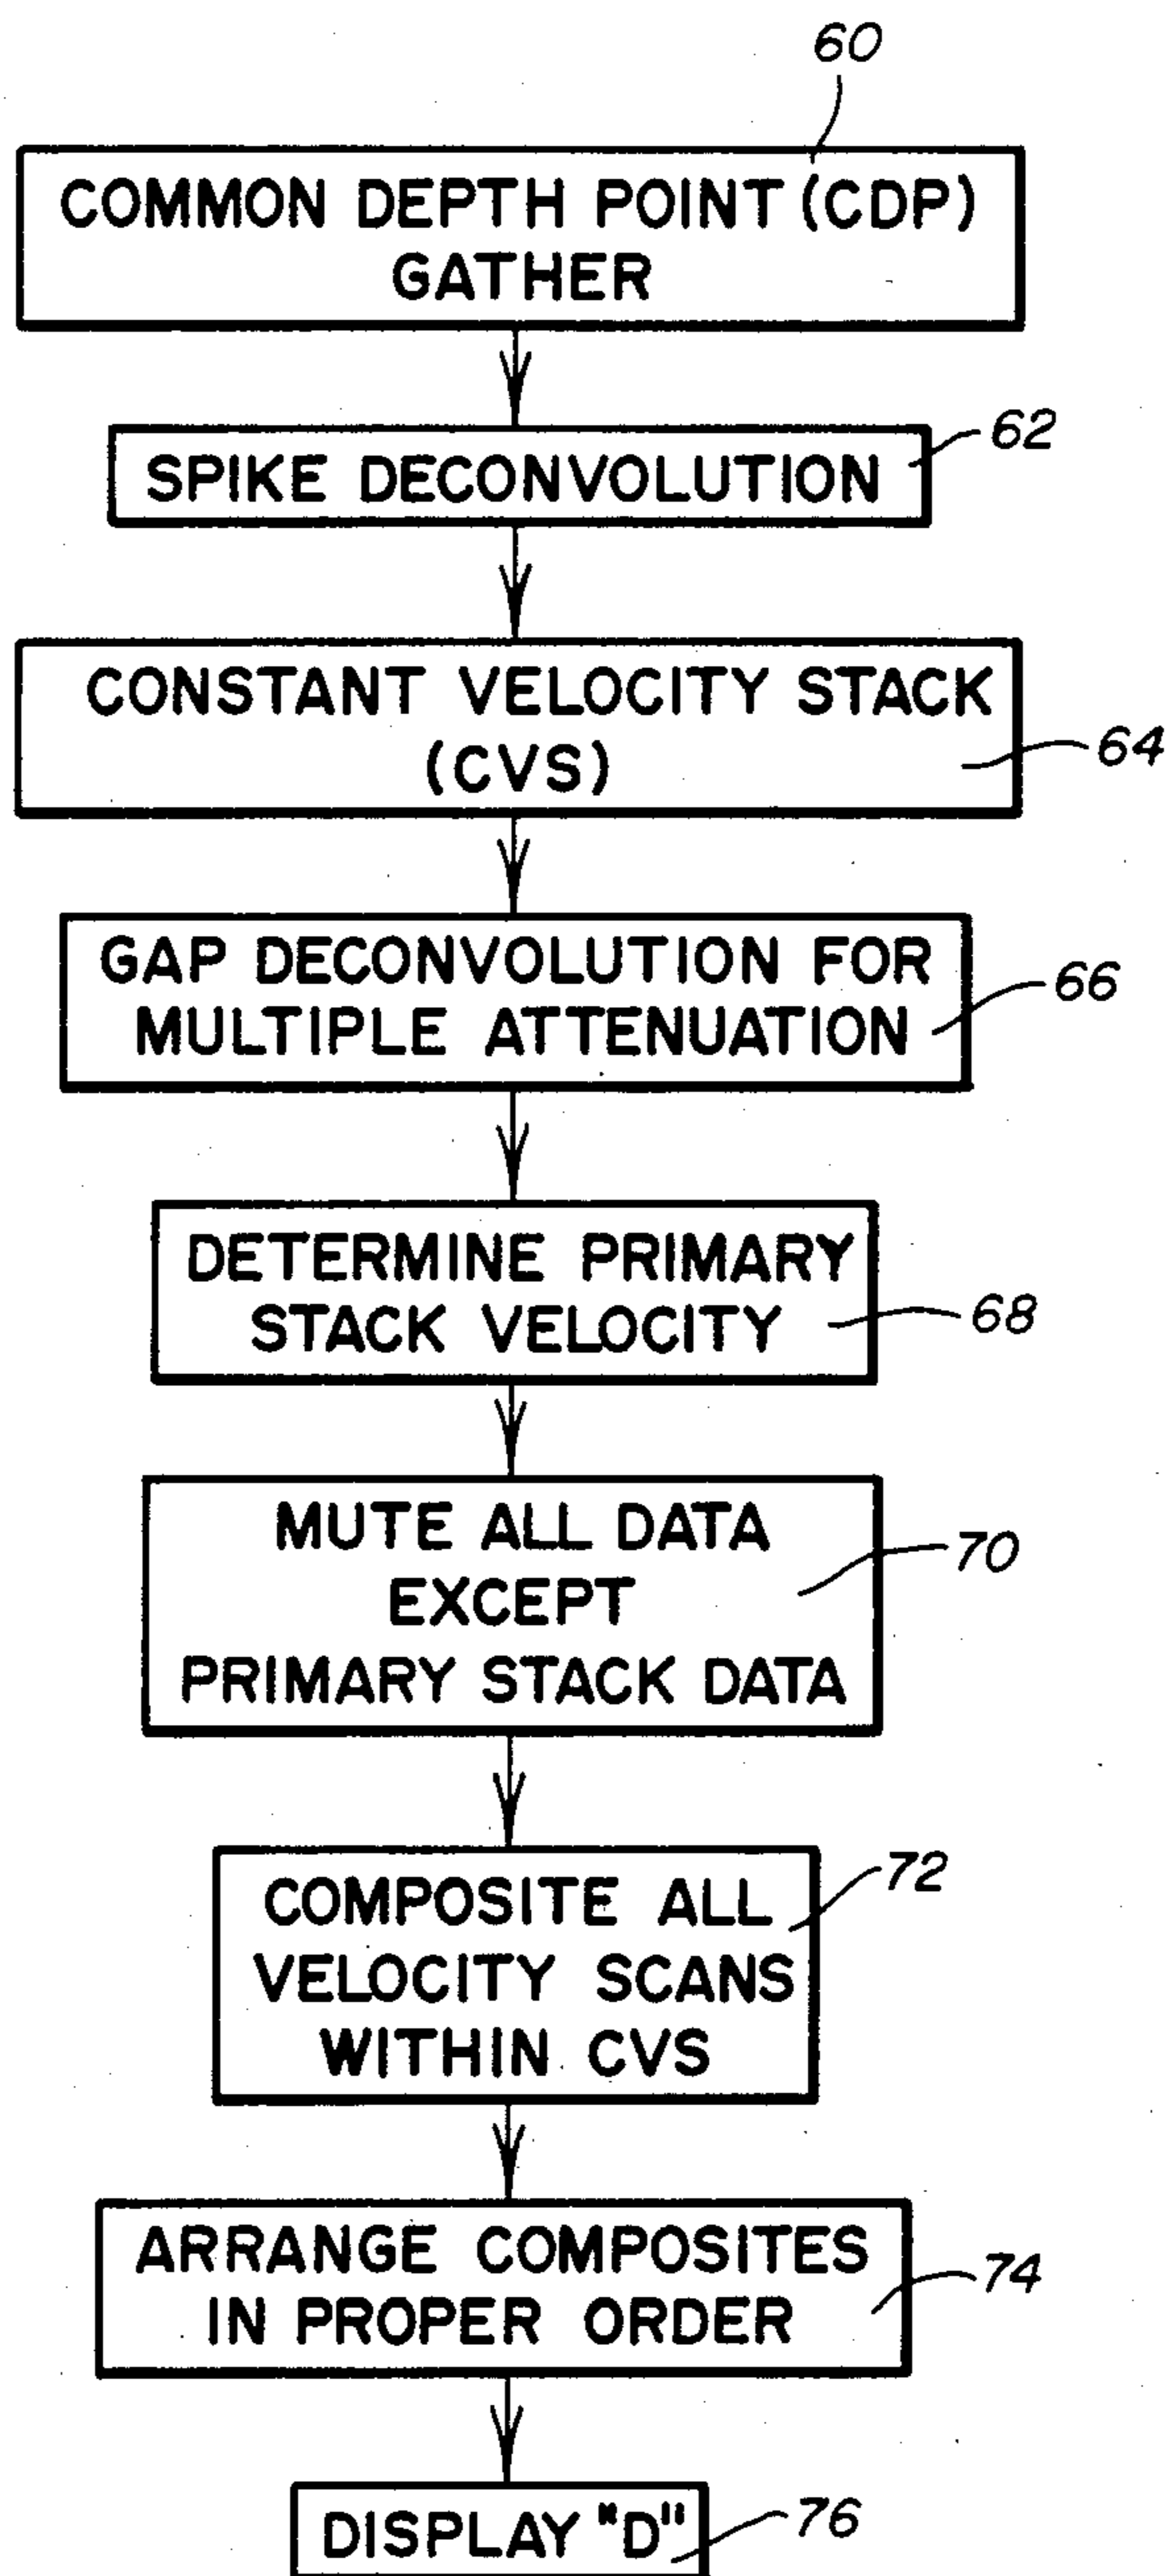 60
COMMON DEPTH POINT (CDP)
GATHER
62
SPIKE DECONVOLUTION
CONSTANT VELOCITY STACK
(CVS)
64
GAP DECONVOLUTION FOR
MULTIPLE ATTENUATION
66
DETERMINE PRIMARY
STACK VELOCITY
68
MUTE ALL DATA
EXCEPT
PRIMARY STACK DATA
70
COMPOSITE ALL
VELOCITY SCANS
WITHIN CVS
72
ARRANGE COMPOSITES
IN PROPER ORDER
74
DISPLAY "D"
76